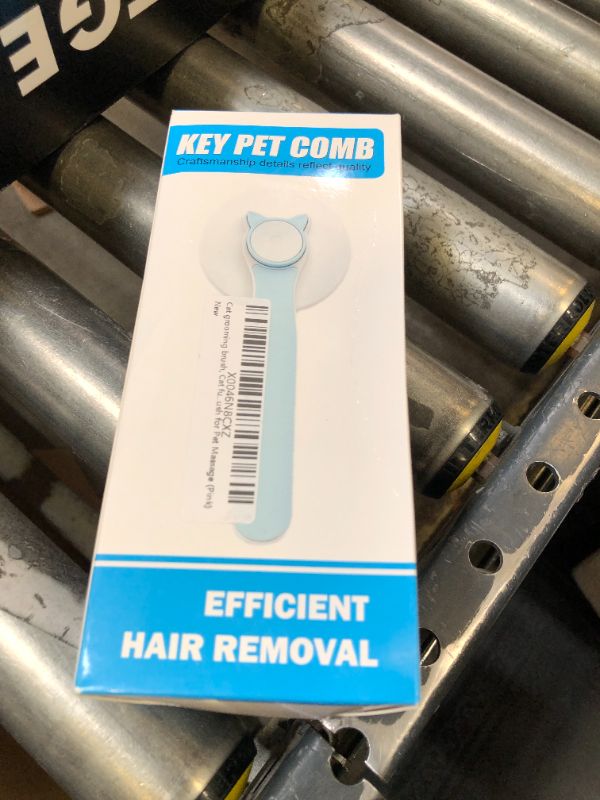 KEY PET COMB
Craftsmanship details reflect quality
X0046N8CXZ
Cat grooming brush, Cat fu...ush for Pet Massage (Pink)
New
EFFICIENT
HAIR REMOVAL